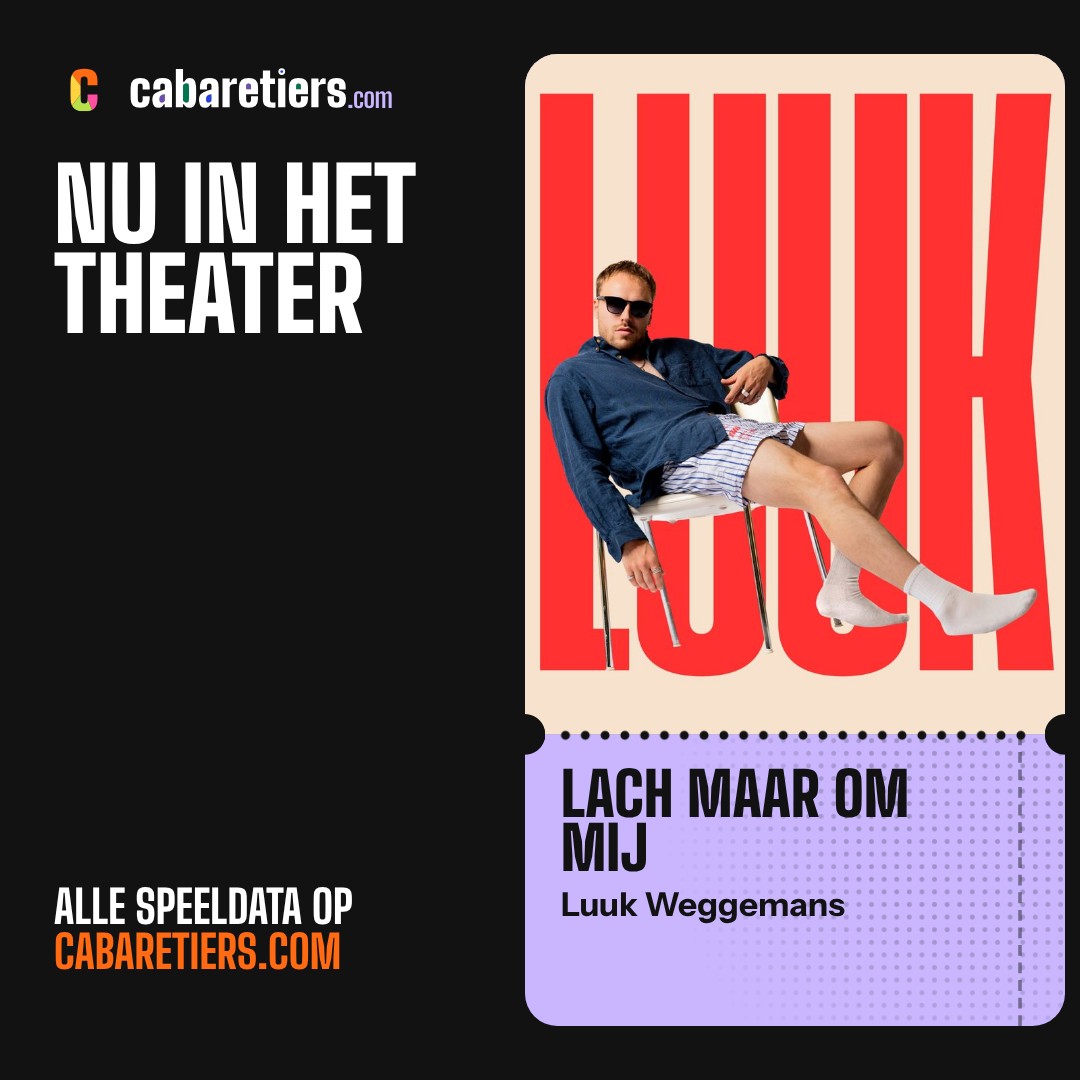 cabaretiers.com
NU IN HET
THEATER
LUUK
LACH MAAR OM
MIJ
Luuk Weggemans
ALLE SPEELDATA OP
CABARETIERS.COM